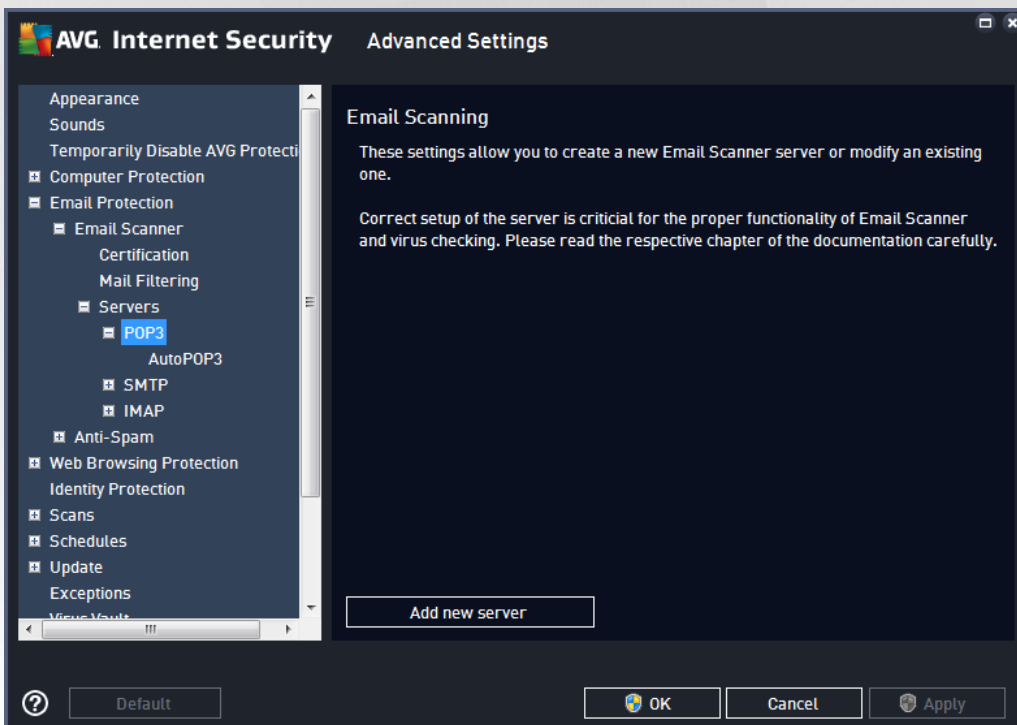 AVG. Internet Security Advanced Settings
Appearance
Sounds
Temporarily Disable AVG Protecti
Computer Protection
Email Protection
Email Scanner
Certification
Mail Filtering
Servers
POP3
AutoPOP3
SMTP
IMAP
Anti-Spam
Web Browsing Protection
Identity Protection
Scans
Schedules
Update
Exceptions
Virus Vault
Email Scanning
These settings allow you to create a new Email Scanner server or modify an existing
one.
Correct setup of the server is criticial for the proper functionality of Email Scanner
and virus checking. Please read the respective chapter of the documentation carefully.
Add new server
? Default OK Cancel Apply